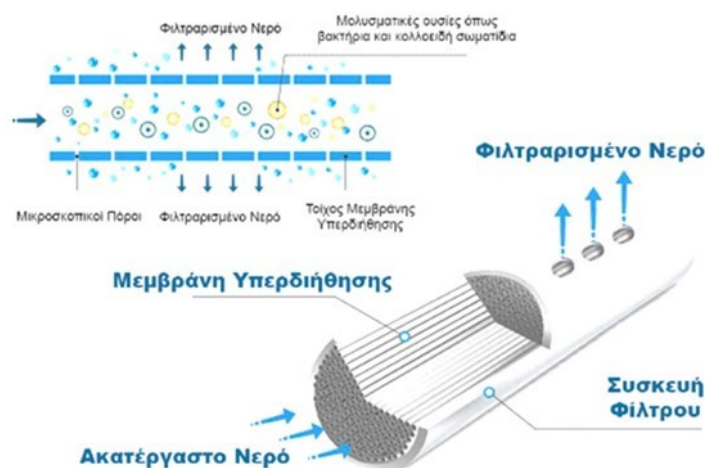 Φιλτραρισμένο Νερό
Μολυσματικές ουσίες όπως
βακτήρια και κολλοειδή σωματίδια
Μικροσκοπικοί Πόροι
Φιλτραρισμένο Νερό
Τοίχος Μεμβράνης
Υπερδιήθησης
Φιλτραρισμένο Νερό
Μεμβράνη Υπερδιήθησης
Συσκευή
Φίλτρου
Ακατέργαστο Νερό